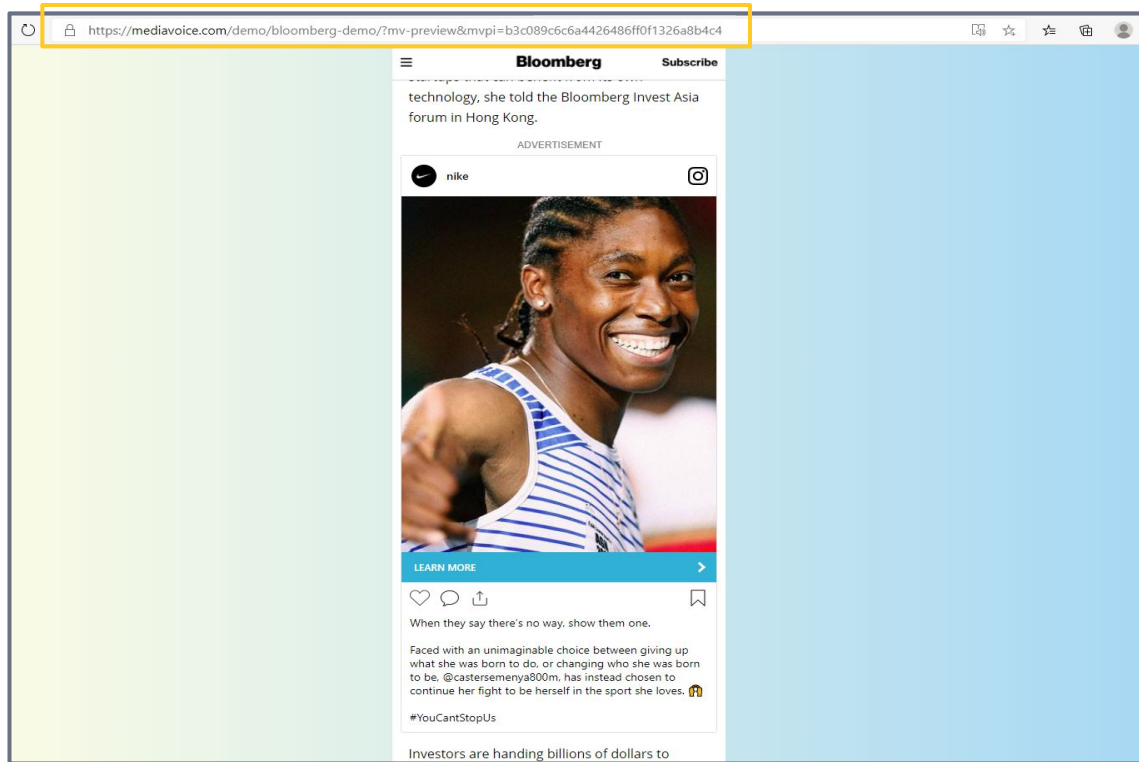 https://mediavoice.com/demo/bloomberg-demo/?mv-preview&mvpi=b3c089c6c6a4426486ff0f1326a8b4c4
Bloomberg
Subscribe
technology, she told the Bloomberg Invest Asia
forum in Hong Kong.
ADVERTISEMENT
nike
LEARN MORE
When they say there's no way, show them one.
Faced with an unimaginable choice between giving up
what she was born to do, or changing who she was born
to be, @castersemenya800m, has instead chosen to
continue her fight to be herself in the sport she loves.
#YouCantStopUs
Investors are handing billions of dollars to